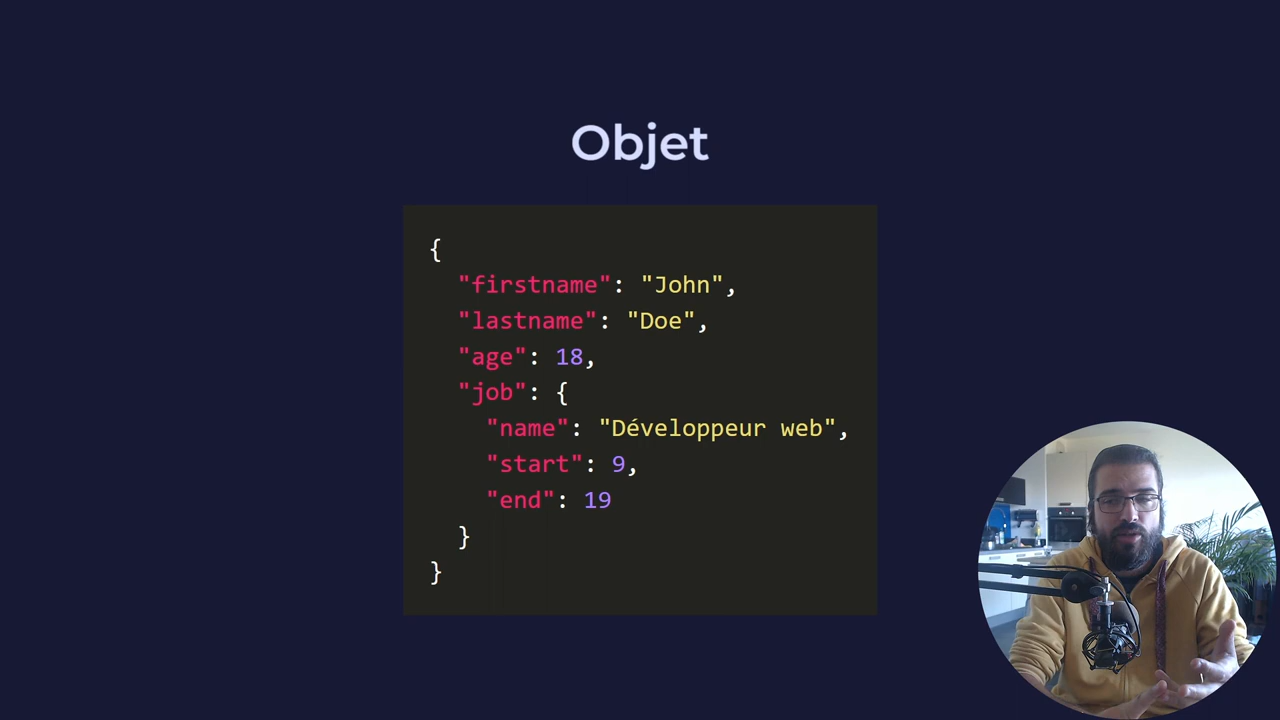 Objet
{
"firstname": "John",
"lastname": "Doe",
"age": 18,
"job": {
"name": "Développeur web",
"start": 9,
"end": 19
}
}